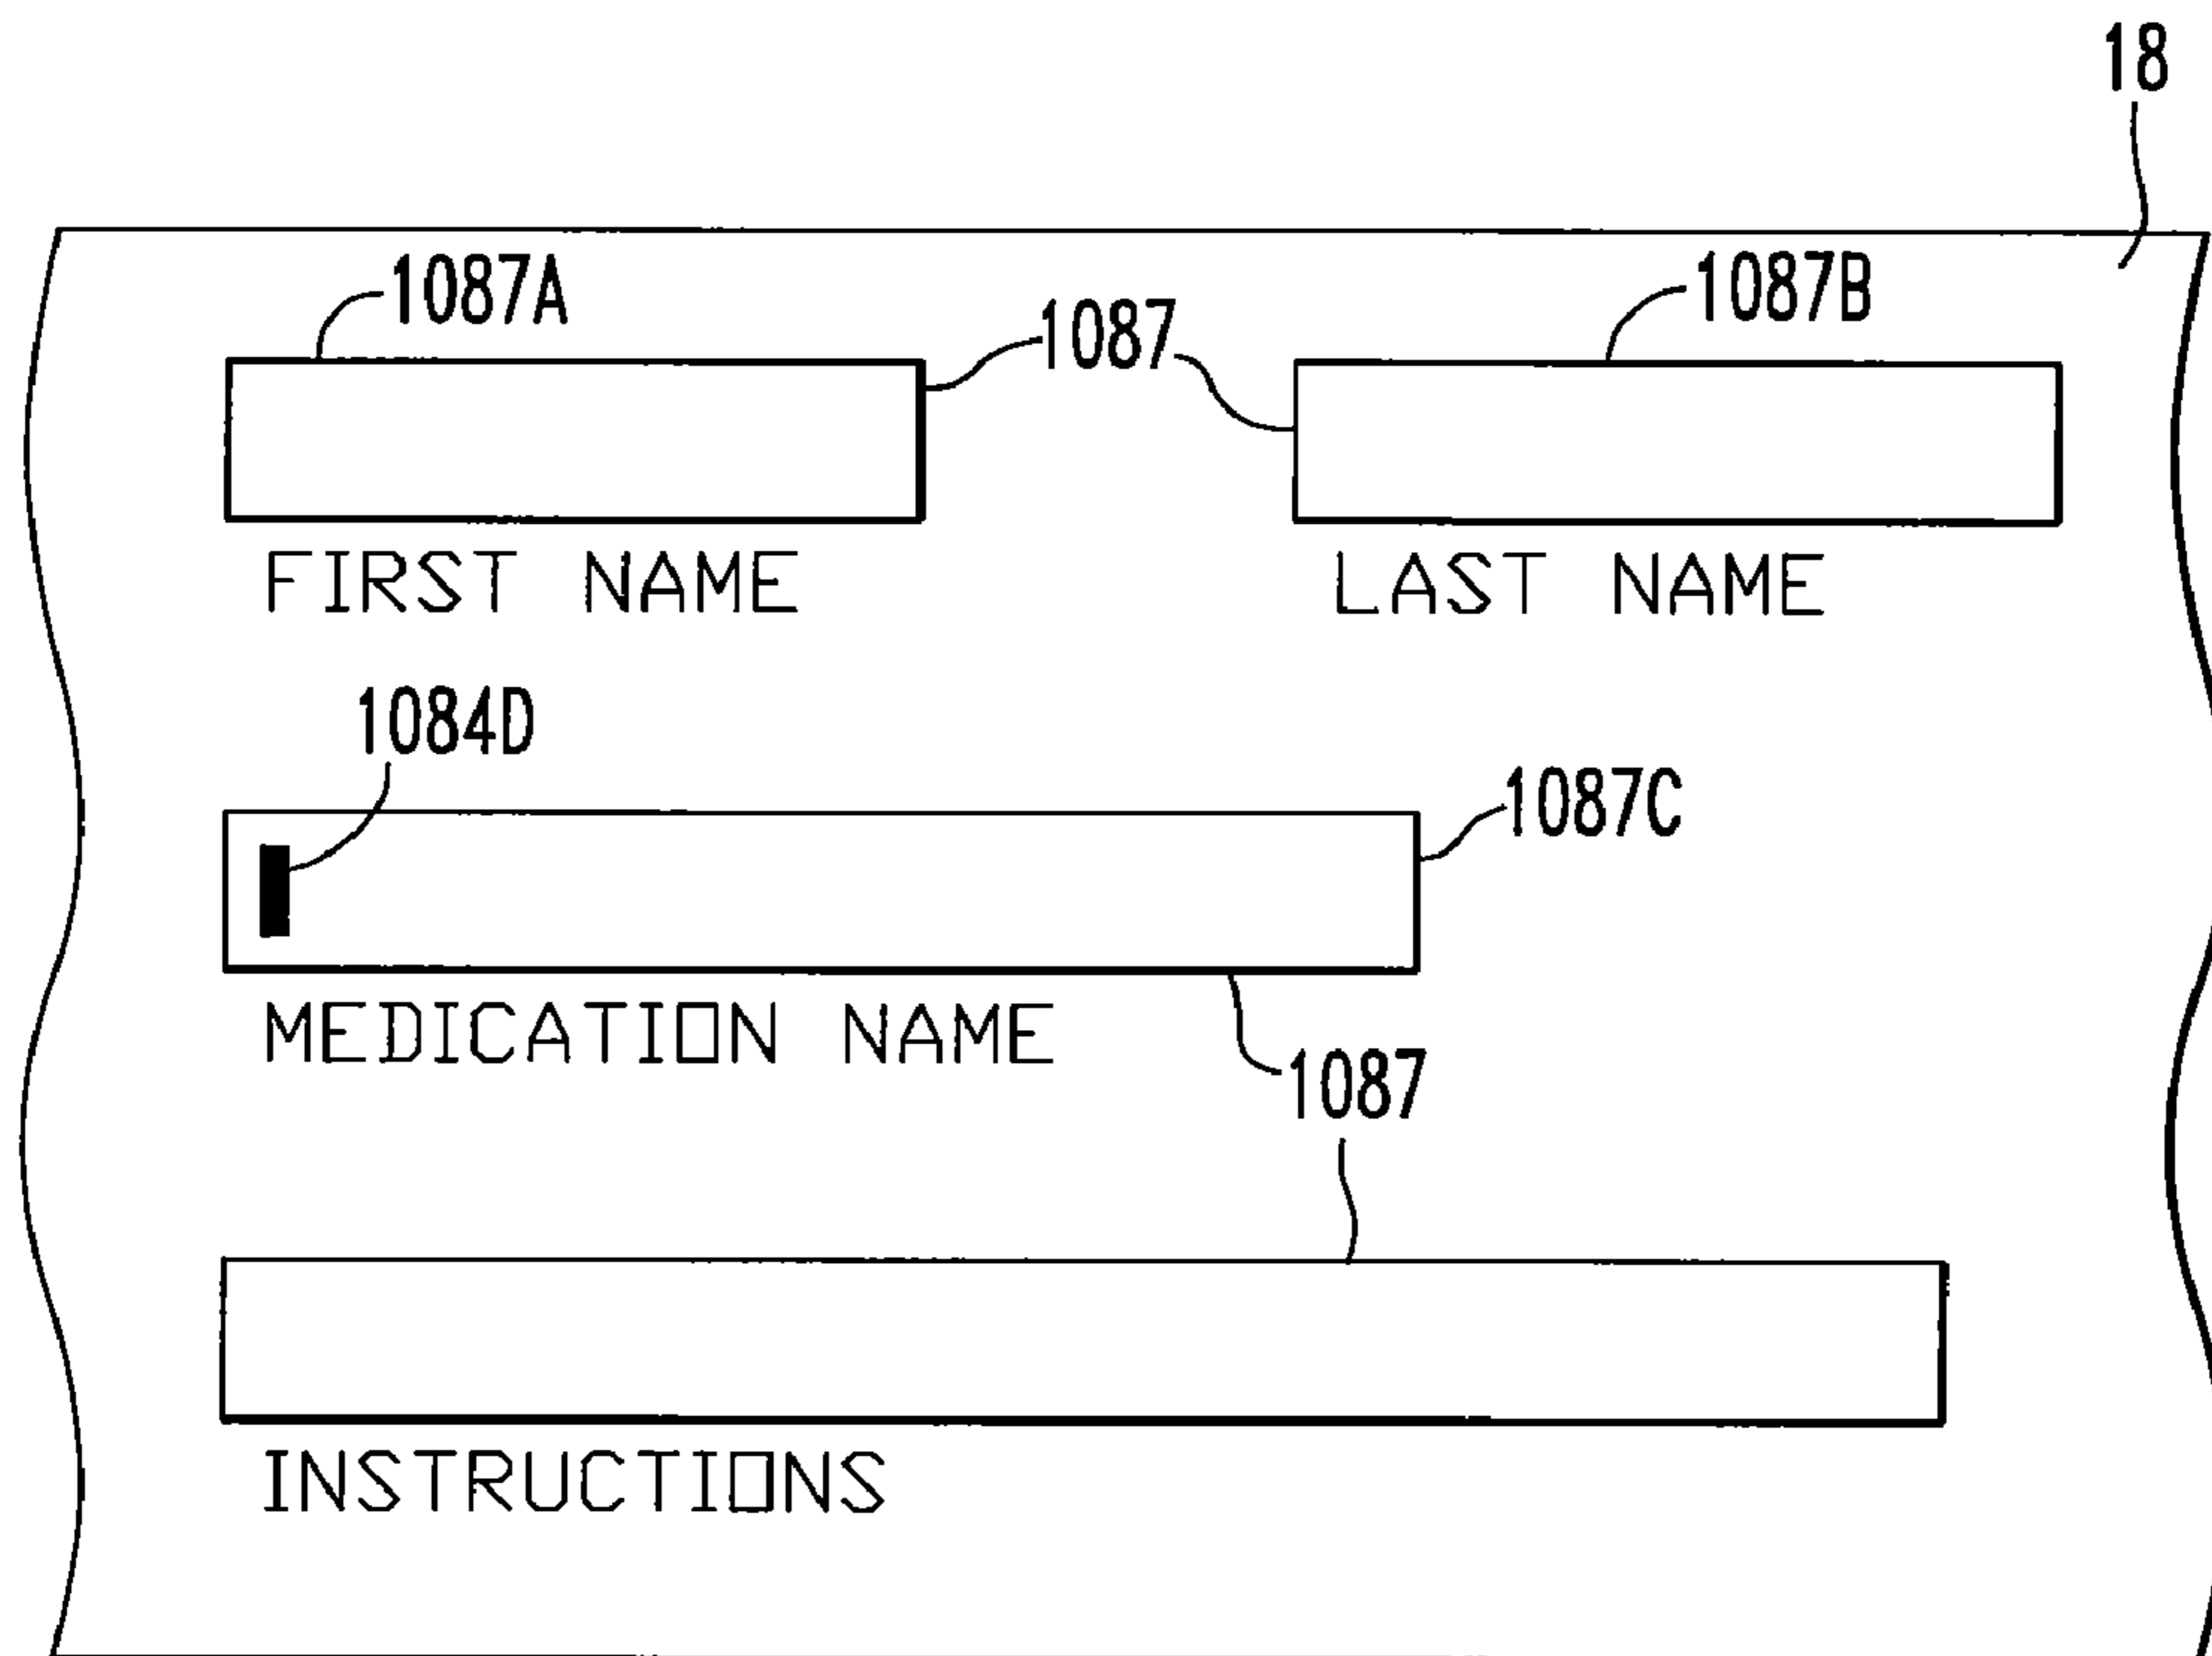 18
1087A
1087
1087B
FIRST NAME
LAST NAME
1084D
1087C
MEDICATION NAME
1087
INSTRUCTIONS